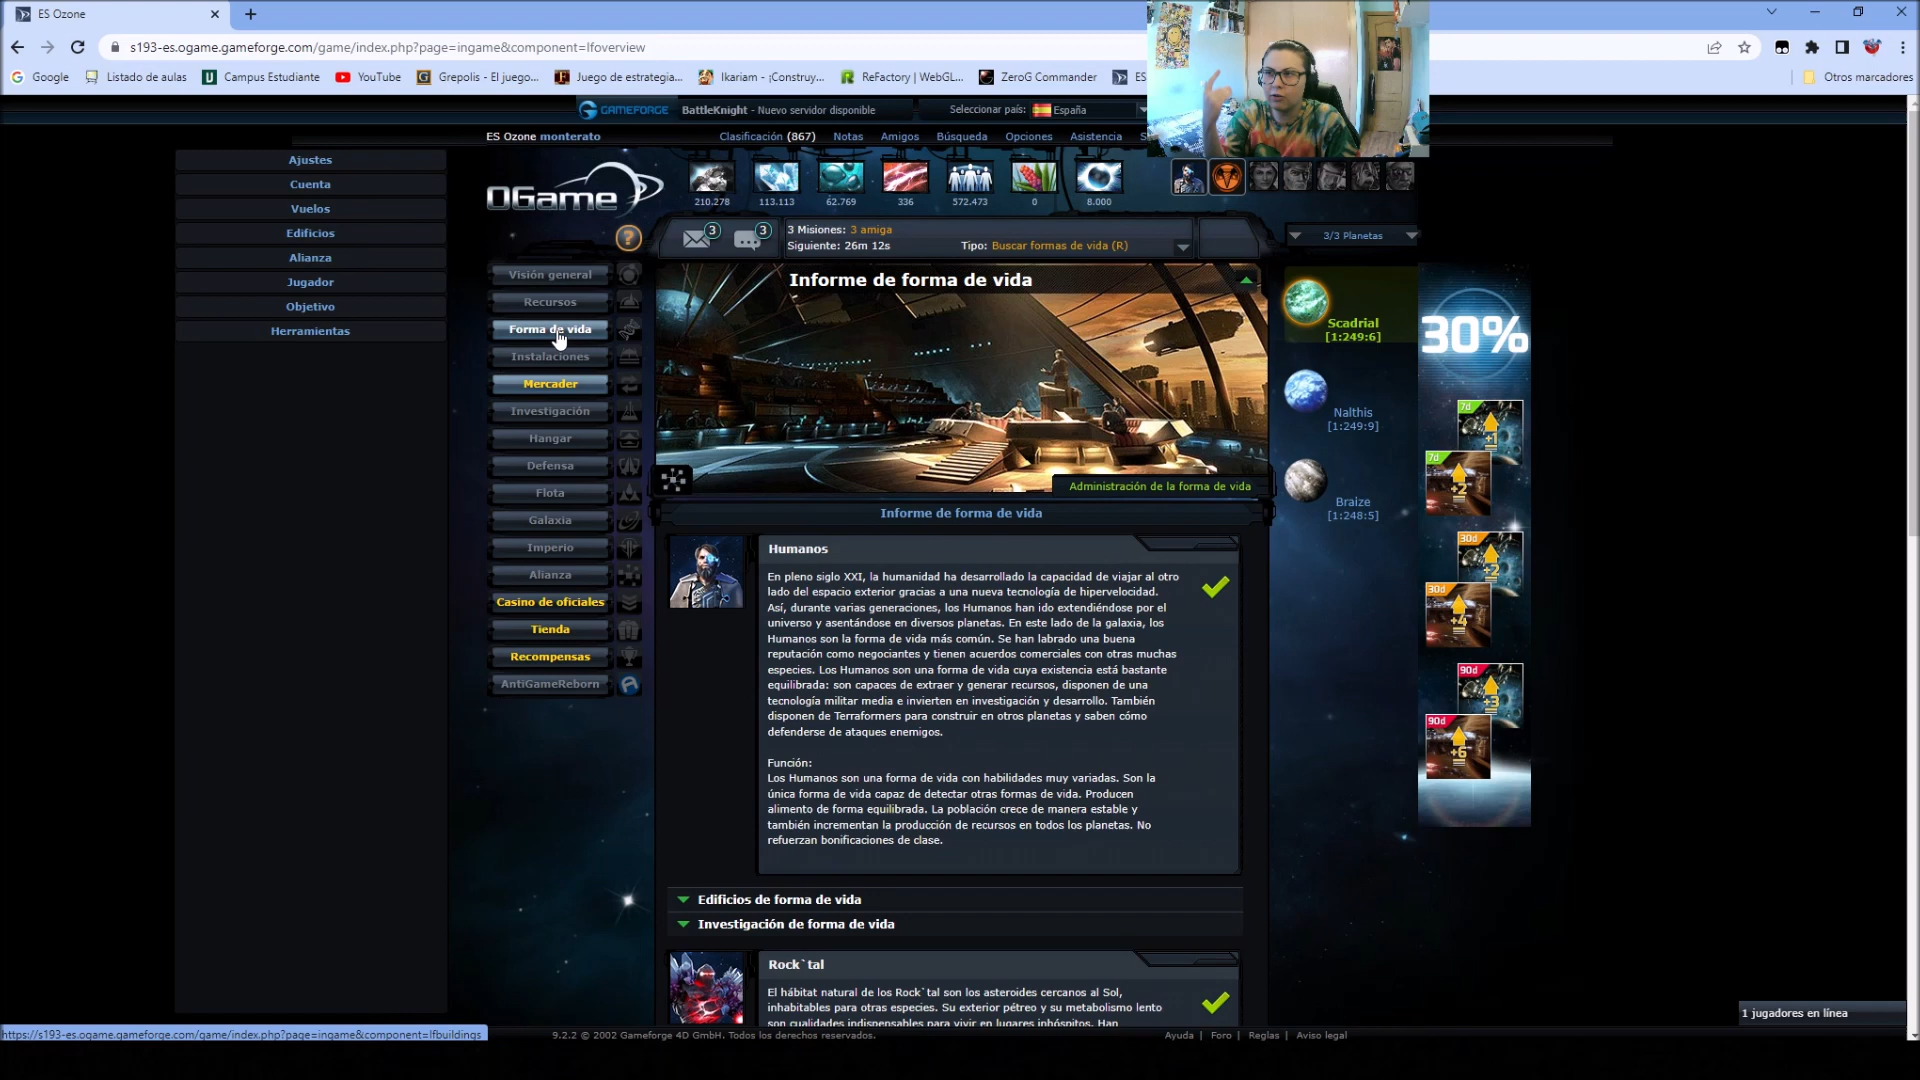 ES Ozone
s193-es.ogame.gameforge.com/game/index.php?page=ingame&component=lfoverview
Google
Listado de aulas
Campus Estudiante
YouTube
Grepolis - El juego...
Juego de estrategia...
Ikariam - ¡Construy...
ReFactory | WebGL...
ZeroG Commander
ES
Otros marcadores
GAMEFORGE
BattleKnight - Nuevo servidor disponible
Seleccionar país:
España
ES Ozone monterato
Clasificación (867)
Notas
Amigos
Búsqueda
Opciones
Asistencia
S
Ajustes
Cuenta
Vuelos
Edificios
Alianza
Jugador
Objetivo
Herramientas
OGame
210.278
113.113
62.769
336
572.473
0
8.000
?
3
3
3 Misiones: 3 amiga
Siguiente: 26m 12s
Tipo: Buscar formas de vida (R)
3/3 Planetas
Visión general
Recursos
Forma de vida
Instalaciones
Mercader
Investigación
Hangar
Defensa
Flota
Galaxia
Imperio
Alianza
Casino de oficiales
Tienda
Recompensas
AntiGameReborn
Informe de forma de vida
Administración de la forma de vida
Informe de forma de vida
Humanos
En pleno siglo XXI, la humanidad ha desarrollado la capacidad de viajar al otro
lado del espacio exterior gracias a una nueva tecnología de hipervelocidad.
Así, durante varias generaciones, los Humanos han ido extendiéndose por el
universo y asentándose en diversos planetas. En este lado de la galaxia, los
Humanos son la forma de vida más común. Se han labrado una buena
reputación como negociantes y tienen acuerdos comerciales con otras muchas
especies. Los Humanos son una forma de vida cuya existencia está bastante
equilibrada: son capaces de extraer y generar recursos, disponen de una
tecnología militar media e invierten en investigación y desarrollo. También
disponen de Terraformers para construir en otros planetas y saben cómo
defenderse de ataques enemigos.
Función:
Los Humanos son una forma de vida con habilidades muy variadas. Son la
única forma de vida capaz de detectar otras formas de vida. Producen
alimento de forma equilibrada. La población crece de manera estable y
también incrementan la producción de recursos en todos los planetas. No
refuerzan bonificaciones de clase.
Edificios de forma de vida
Investigación de forma de vida
Rock`tal
El hábitat natural de los Rock`tal son los asteroides cercanos al Sol,
inhabitables para otras especies. Su exterior pétreo y su metabolismo lento
son cualidades indispensables para vivir en lugares inhóspitos. Han
Scadrial
[1:249:6]
Nalthis
[1:249:9]
Braize
[1:248:5]
30%
7d
+1
7d
+2
30d
+2
30d
+4
90d
+3
90d
+6
1 jugadores en línea
https://s193-es.ogame.gameforge.com/game/index.php?page=ingame&component=lfbuildings
9.2.2 © 2002 Gameforge 4D GmbH. Todos los derechos reservados.
Ayuda | Foro | Reglas | Aviso legal